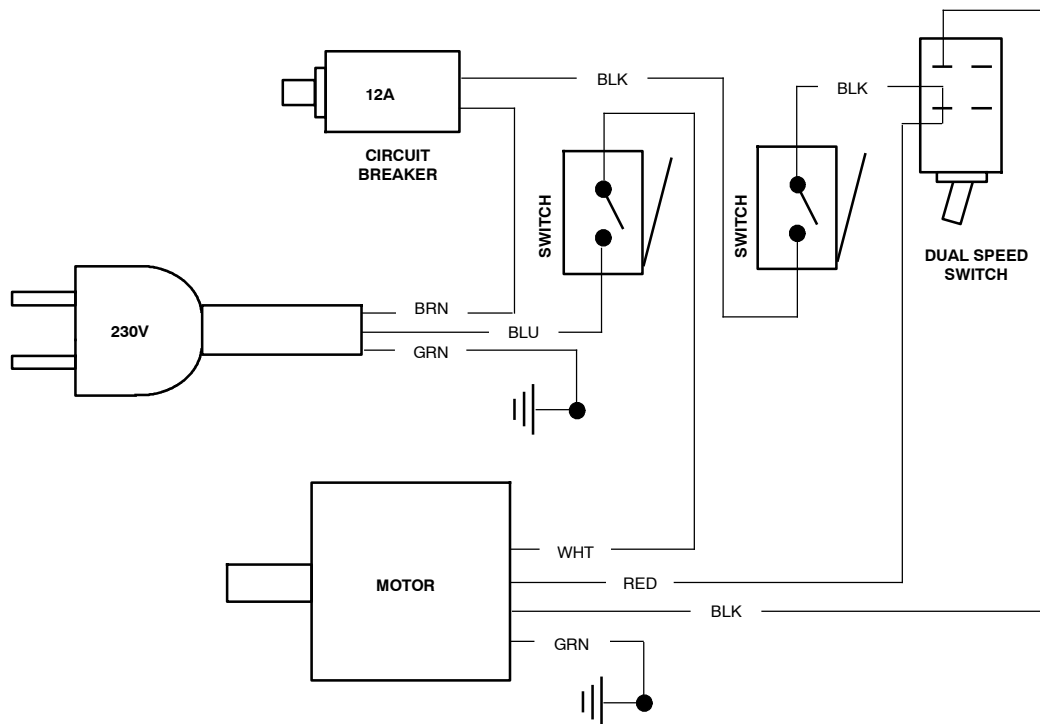 BLK
12A
CIRCUIT
BREAKER
BLK
SWITCH
SWITCH
DUAL SPEED
SWITCH
BRN
230V
BLU
GRN
WHT
MOTOR
RED
BLK
GRN